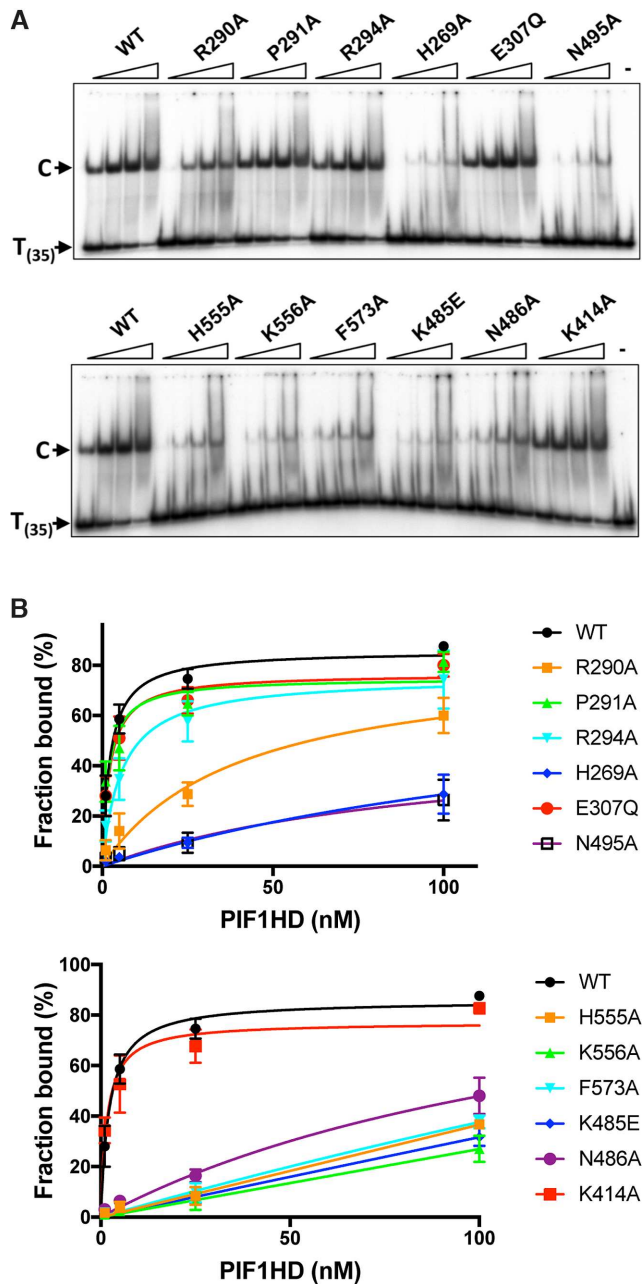 A
WT R290A P291A R294A H269A E307Q N495A -
C
T(35)
WT H555A K556A F573A K485E N486A K414A -
C
T(35)
B
Fraction bound (%)
80
60
40
20
0
0 50 100
PIF1HD (nM)
WT
R290A
P291A
R294A
H269A
E307Q
N495A
Fraction bound (%)
100
80
60
40
20
0
0 50 100
PIF1HD (nM)
WT
H555A
K556A
F573A
K485E
N486A
K414A